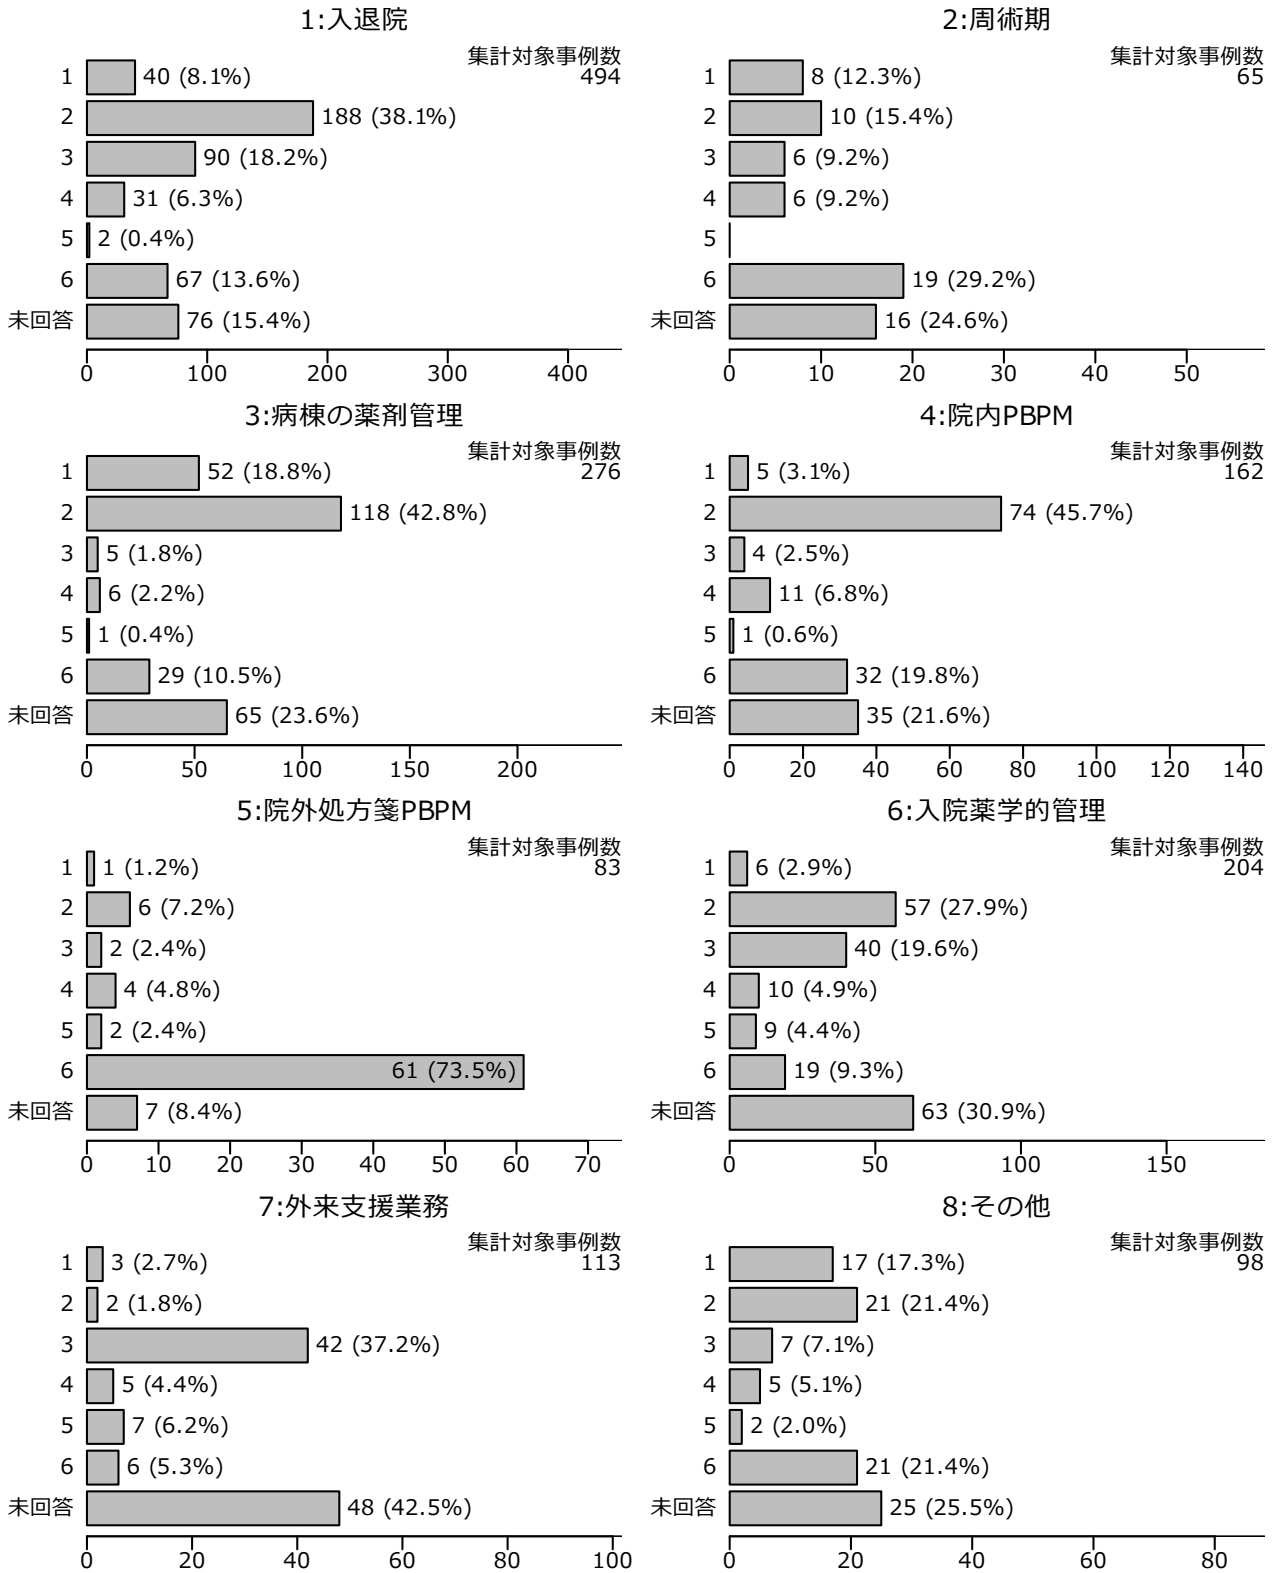 1:入退院
集計対象事例数
494
1 40 (8.1%)
2 188 (38.1%)
3 90 (18.2%)
4 31 (6.3%)
5 2 (0.4%)
6 67 (13.6%)
未回答 76 (15.4%)
0 100 200 300 400
2:周術期
集計対象事例数
65
1 8 (12.3%)
2 10 (15.4%)
3 6 (9.2%)
4 6 (9.2%)
5
6 19 (29.2%)
未回答 16 (24.6%)
0 10 20 30 40 50
3:病棟の薬剤管理
集計対象事例数
276
1 52 (18.8%)
2 118 (42.8%)
3 5 (1.8%)
4 6 (2.2%)
5 1 (0.4%)
6 29 (10.5%)
未回答 65 (23.6%)
0 50 100 150 200
4:院内PBPM
集計対象事例数
162
1 5 (3.1%)
2 74 (45.7%)
3 4 (2.5%)
4 11 (6.8%)
5 1 (0.6%)
6 32 (19.8%)
未回答 35 (21.6%)
0 20 40 60 80 100 120 140
5:院外処方箋PBPM
集計対象事例数
83
1 1 (1.2%)
2 6 (7.2%)
3 2 (2.4%)
4 4 (4.8%)
5 2 (2.4%)
6 61 (73.5%)
未回答 7 (8.4%)
0 10 20 30 40 50 60 70
6:入院薬学的管理
集計対象事例数
204
1 6 (2.9%)
2 57 (27.9%)
3 40 (19.6%)
4 10 (4.9%)
5 9 (4.4%)
6 19 (9.3%)
未回答 63 (30.9%)
0 50 100 150
7:外来支援業務
集計対象事例数
113
1 3 (2.7%)
2 2 (1.8%)
3 42 (37.2%)
4 5 (4.4%)
5 7 (6.2%)
6 6 (5.3%)
未回答 48 (42.5%)
0 20 40 60 80 100
8:その他
集計対象事例数
98
1 17 (17.3%)
2 21 (21.4%)
3 7 (7.1%)
4 5 (5.1%)
5 2 (2.0%)
6 21 (21.4%)
未回答 25 (25.5%)
0 20 40 60 80